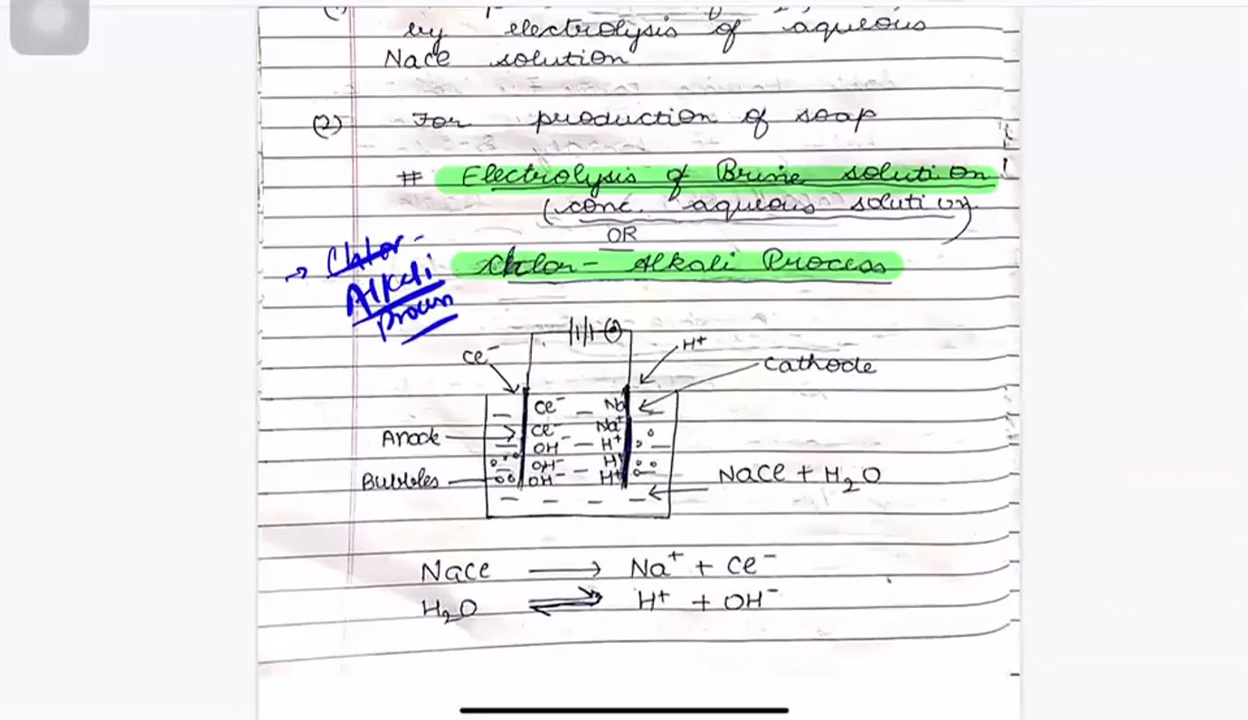 by electrolysis of aqueous
Nacl solution
(2) For production of soap
# Electrolysis of Brine solution
(conc. aqueous solution)
OR
→ Chlor-
Alkali
Process
Chlor - Alkali Process
Cl⁻
H⁺
Cathode
Cl⁻ Na
Cl⁻ Na⁺
Anode
OH⁻ H⁺
OH⁻ H⁺
Bubbles
OH⁻ H⁺
Nacl + H₂O
Nacl → Na⁺ + Cl⁻
H₂O ⇌ H⁺ + OH⁻